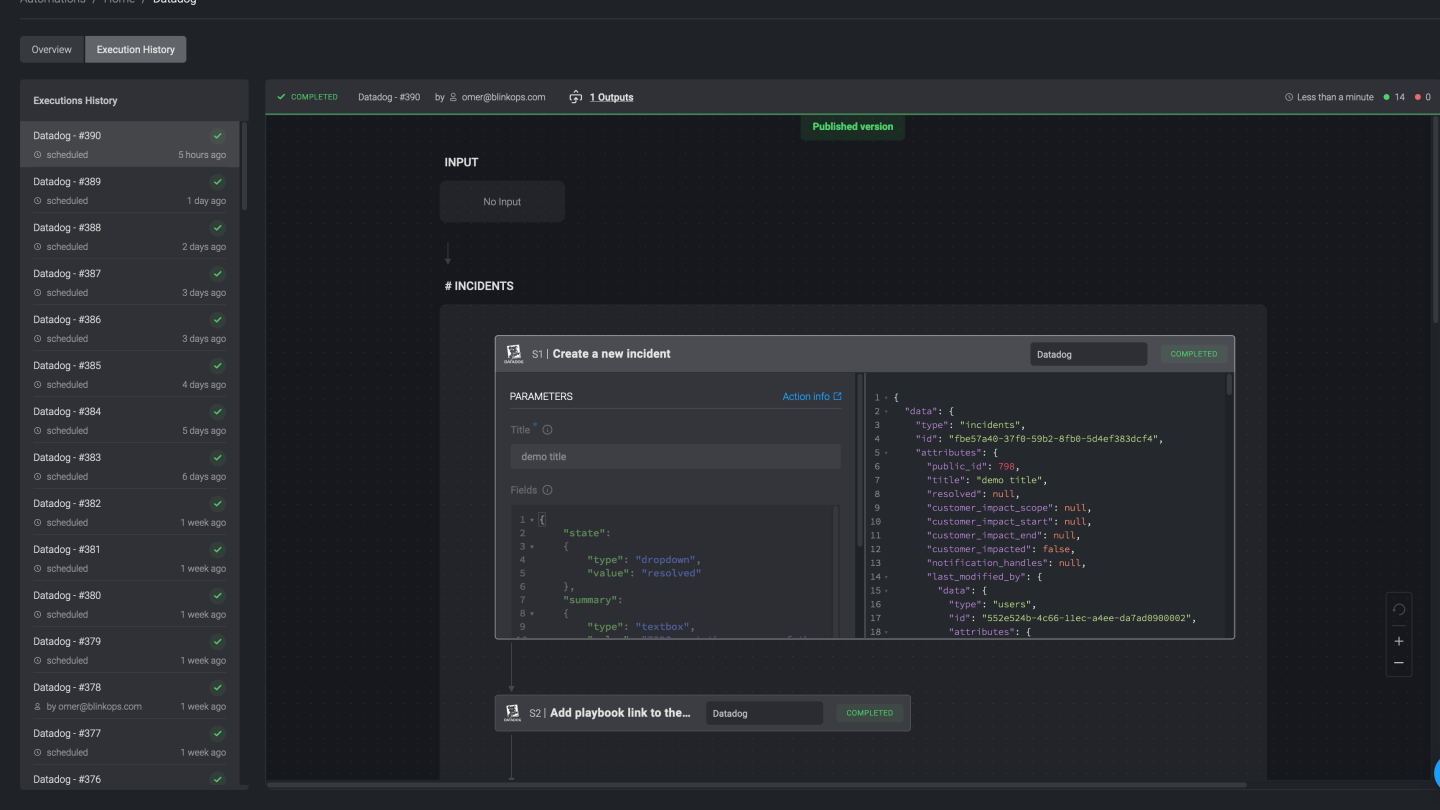 Automations / Home / Datadog
Overview
Execution History
Executions History
Datadog - #390
scheduled 5 hours ago
Datadog - #389
scheduled 1 day ago
Datadog - #388
scheduled 2 days ago
Datadog - #387
scheduled 3 days ago
Datadog - #386
scheduled 3 days ago
Datadog - #385
scheduled 4 days ago
Datadog - #384
scheduled 5 days ago
Datadog - #383
scheduled 6 days ago
Datadog - #382
scheduled 1 week ago
Datadog - #381
scheduled 1 week ago
Datadog - #380
scheduled 1 week ago
Datadog - #379
scheduled 1 week ago
Datadog - #378
by omer@blinkops.com 1 week ago
Datadog - #377
scheduled 1 week ago
Datadog - #376
COMPLETED Datadog - #390 by omer@blinkops.com 1 Outputs Less than a minute 14 0
Published version
INPUT
No Input
# INCIDENTS
DATADOG S1 | Create a new incident Datadog COMPLETED
PARAMETERS Action info
Title *
demo title
Fields
1 {
2 "state":
3 {
4 "type": "dropdown",
5 "value": "resolved"
6 },
7 "summary":
8 {
9 "type": "textbox",
1 {
2 "data": {
3 "type": "incidents",
4 "id": "fbe57a40-37f0-59b2-8fb0-5d4ef383dcf4",
5 "attributes": {
6 "public_id": 798,
7 "title": "demo title",
8 "resolved": null,
9 "customer_impact_scope": null,
10 "customer_impact_start": null,
11 "customer_impact_end": null,
12 "customer_impacted": false,
13 "notification_handles": null,
14 "last_modified_by": {
15 "data": {
16 "type": "users",
17 "id": "552e524b-4c66-11ec-a4ee-da7ad0900002",
18 "attributes": {
DATADOG S2 | Add playbook link to the... Datadog COMPLETED